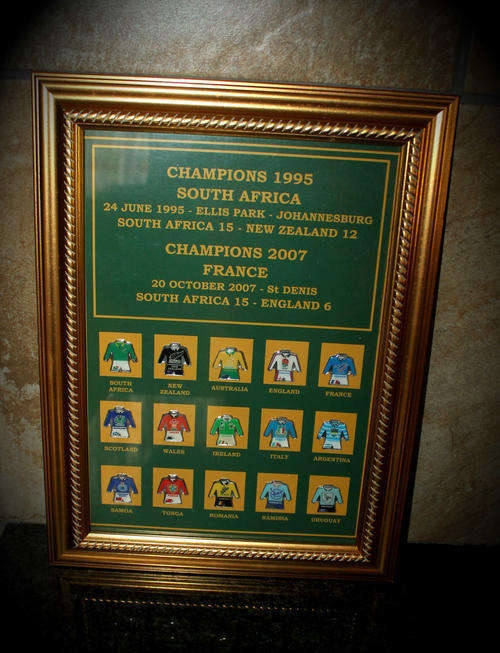 CHAMPIONS 1995
SOUTH AFRICA
24 JUNE 1995 - ELLIS PARK - JOHANNESBURG
SOUTH AFRICA 15 - NEW ZEALAND 12
CHAMPIONS 2007
FRANCE
20 OCTOBER 2007 - St DENIS
SOUTH AFRICA 15 - ENGLAND 6
SOUTH AFRICA
NEW ZEALAND
AUSTRALIA
ENGLAND
FRANCE
SCOTLAND
WALES
IRELAND
ITALY
ARGENTINA
SAMOA
TONGA
ROMANIA
NAMIBIA
URUGUAY